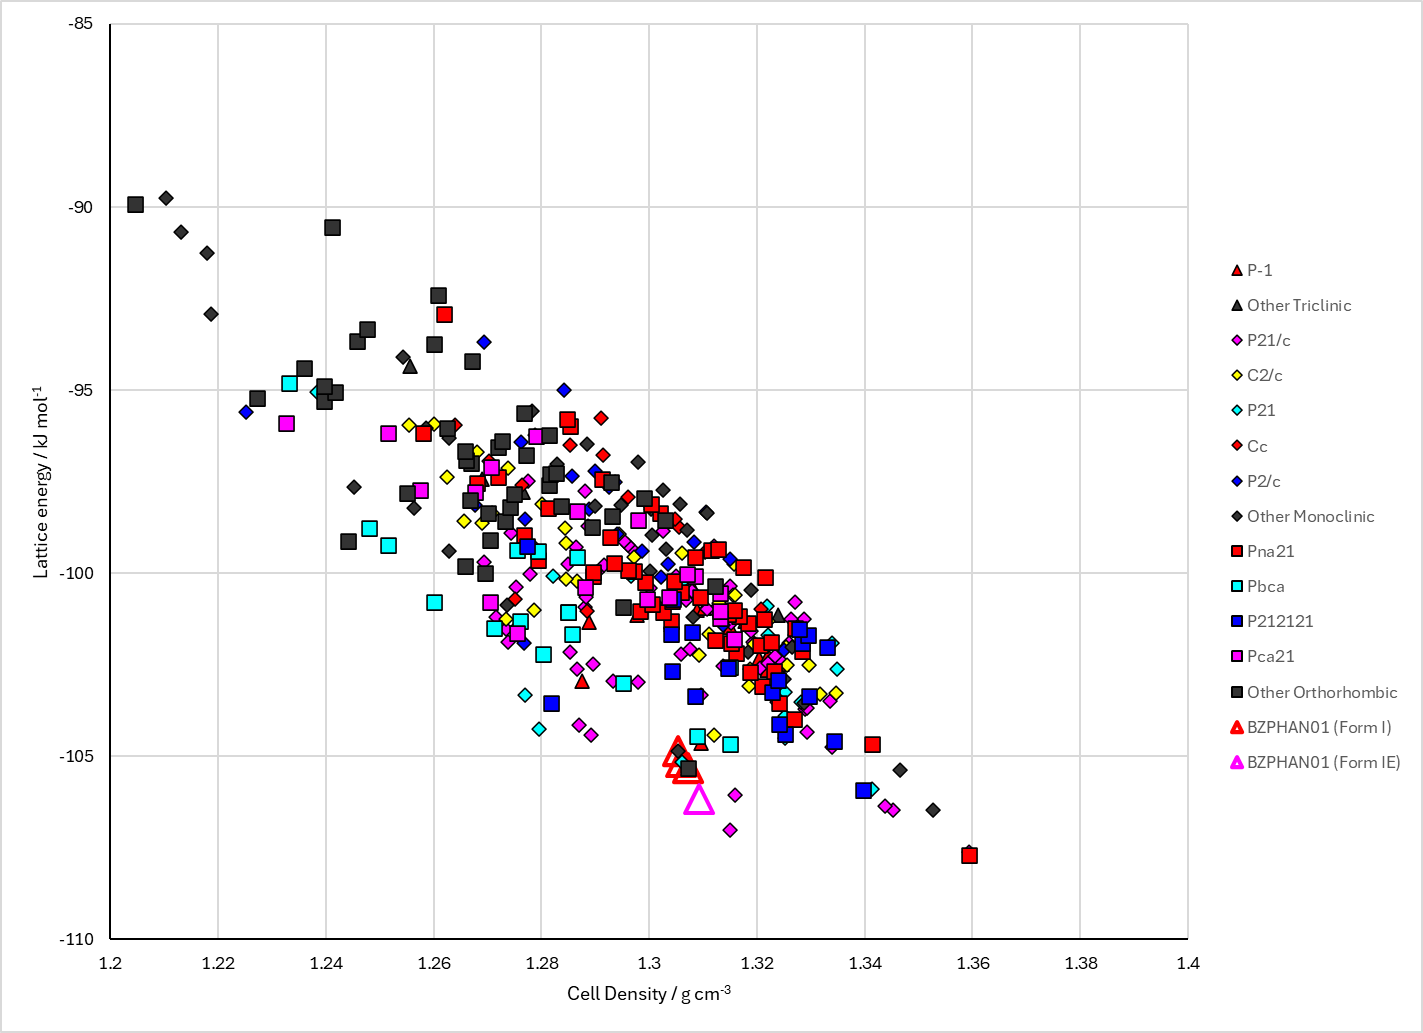 -85
-90
-95
-100
-105
-110
Lattice energy / kJ mol-1
1.2 1.22 1.24 1.26 1.28 1.3 1.32 1.34 1.36 1.38 1.4
Cell Density / g cm-3
P-1
Other Triclinic
P21/c
C2/c
P21
Cc
P2/c
Other Monoclinic
Pna21
Pbca
P212121
Pca21
Other Orthorhombic
BZPHAN01 (Form I)
BZPHAN01 (Form IE)